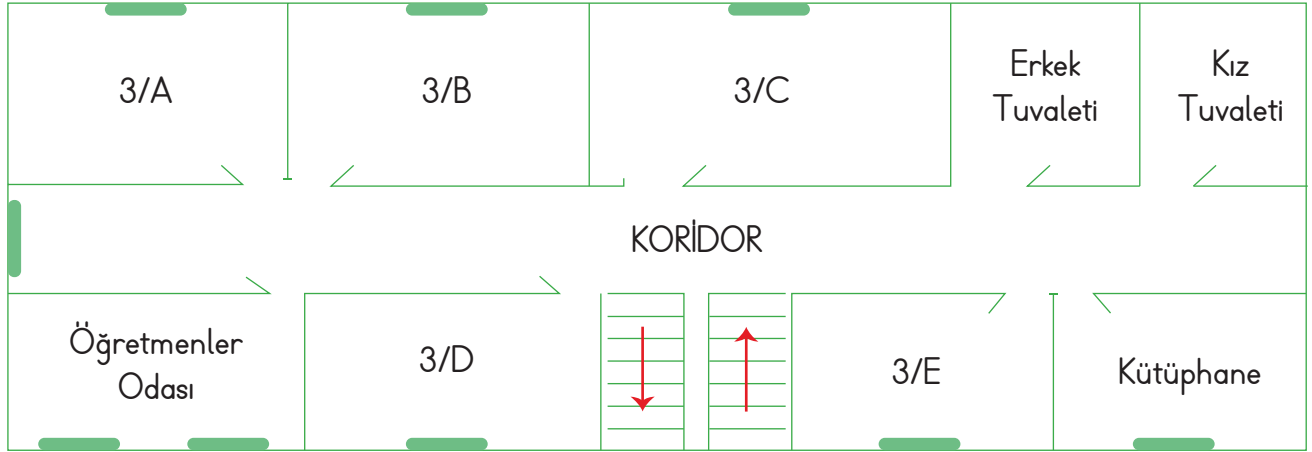 3/A
3/B
3/C
Erkek
Tuvaleti
Kız
Tuvaleti
KORİDOR
Öğretmenler
Odası
3/D
3/E
Kütüphane